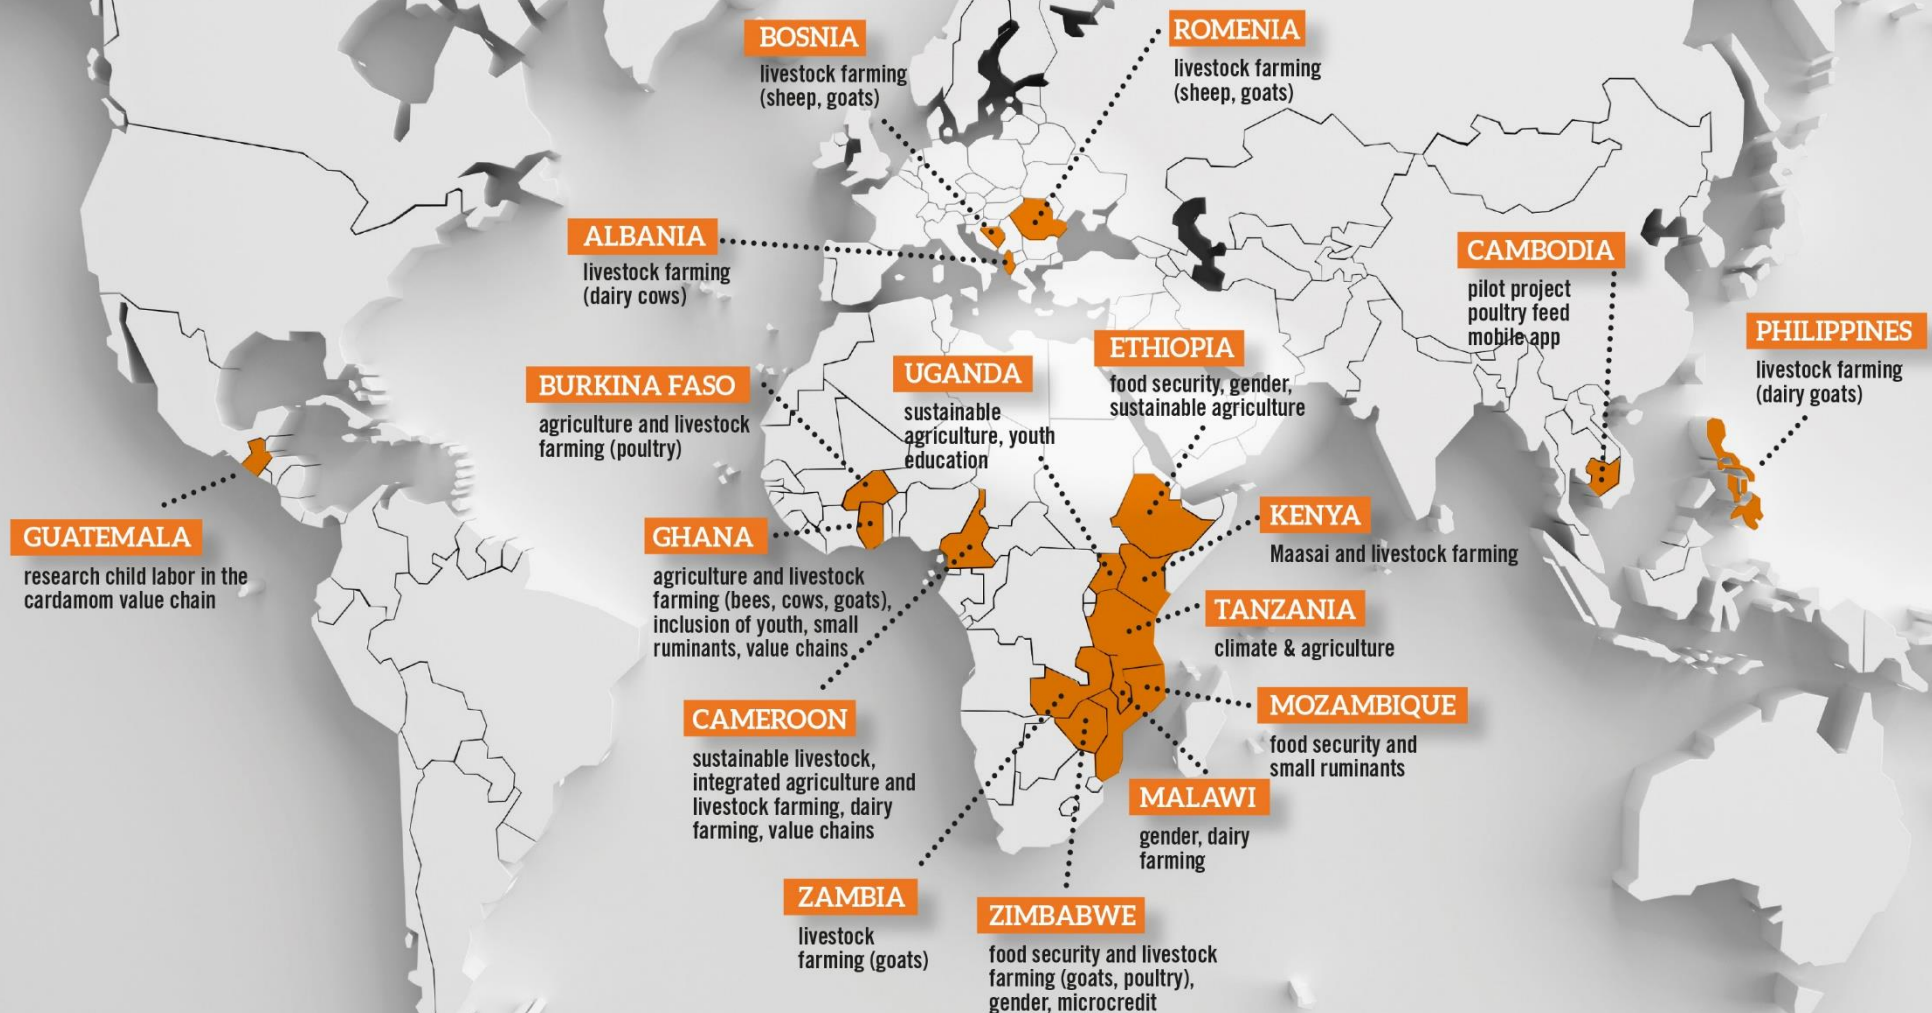 BOSNIA
livestock farming
(sheep, goats)
ROMENIA
livestock farming
(sheep, goats)
ALBANIA
livestock farming
(dairy cows)
CAMBODIA
pilot project
poultry feed
mobile app
PHILIPPINES
livestock farming
(dairy goats)
BURKINA FASO
agriculture and livestock
farming (poultry)
UGANDA
sustainable
agriculture, youth
education
ETHIOPIA
food security, gender,
sustainable agriculture
GUATEMALA
research child labor in the
cardamom value chain
GHANA
agriculture and livestock
farming (bees, cows, goats),
inclusion of youth, small
ruminants, value chains
KENYA
Maasai and livestock farming
TANZANIA
climate & agriculture
CAMEROON
sustainable livestock,
integrated agriculture and
livestock farming, dairy
farming, value chains
MOZAMBIQUE
food security and
small ruminants
MALAWI
gender, dairy
farming
ZAMBIA
livestock
farming (goats)
ZIMBABWE
food security and livestock
farming (goats, poultry),
gender, microcredit